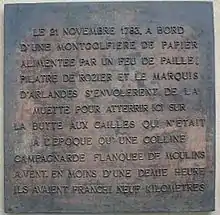 LE 21 NOVEMBRE 1783, A BORD
D'UNE MONTGOLFIERE DE PAPIER
ALIMENTEE PAR UN FEU DE PAILLE,
PILATRE DE ROZIER ET LE MARQUIS
D'ARLANDES S'ENVOLERENT DE LA
MUETTE POUR ATTERRIR ICI SUR
LA BUTTE AUX CAILLES QUI N'ETAIT
A L'EPOQUE QU'UNE COLLINE
CAMPAGNARDE FLANQUEE DE MOULINS
A VENT. EN MOINS D'UNE DEMIE HEURE
ILS AVAIENT FRANCHI NEUF KILOMETRES